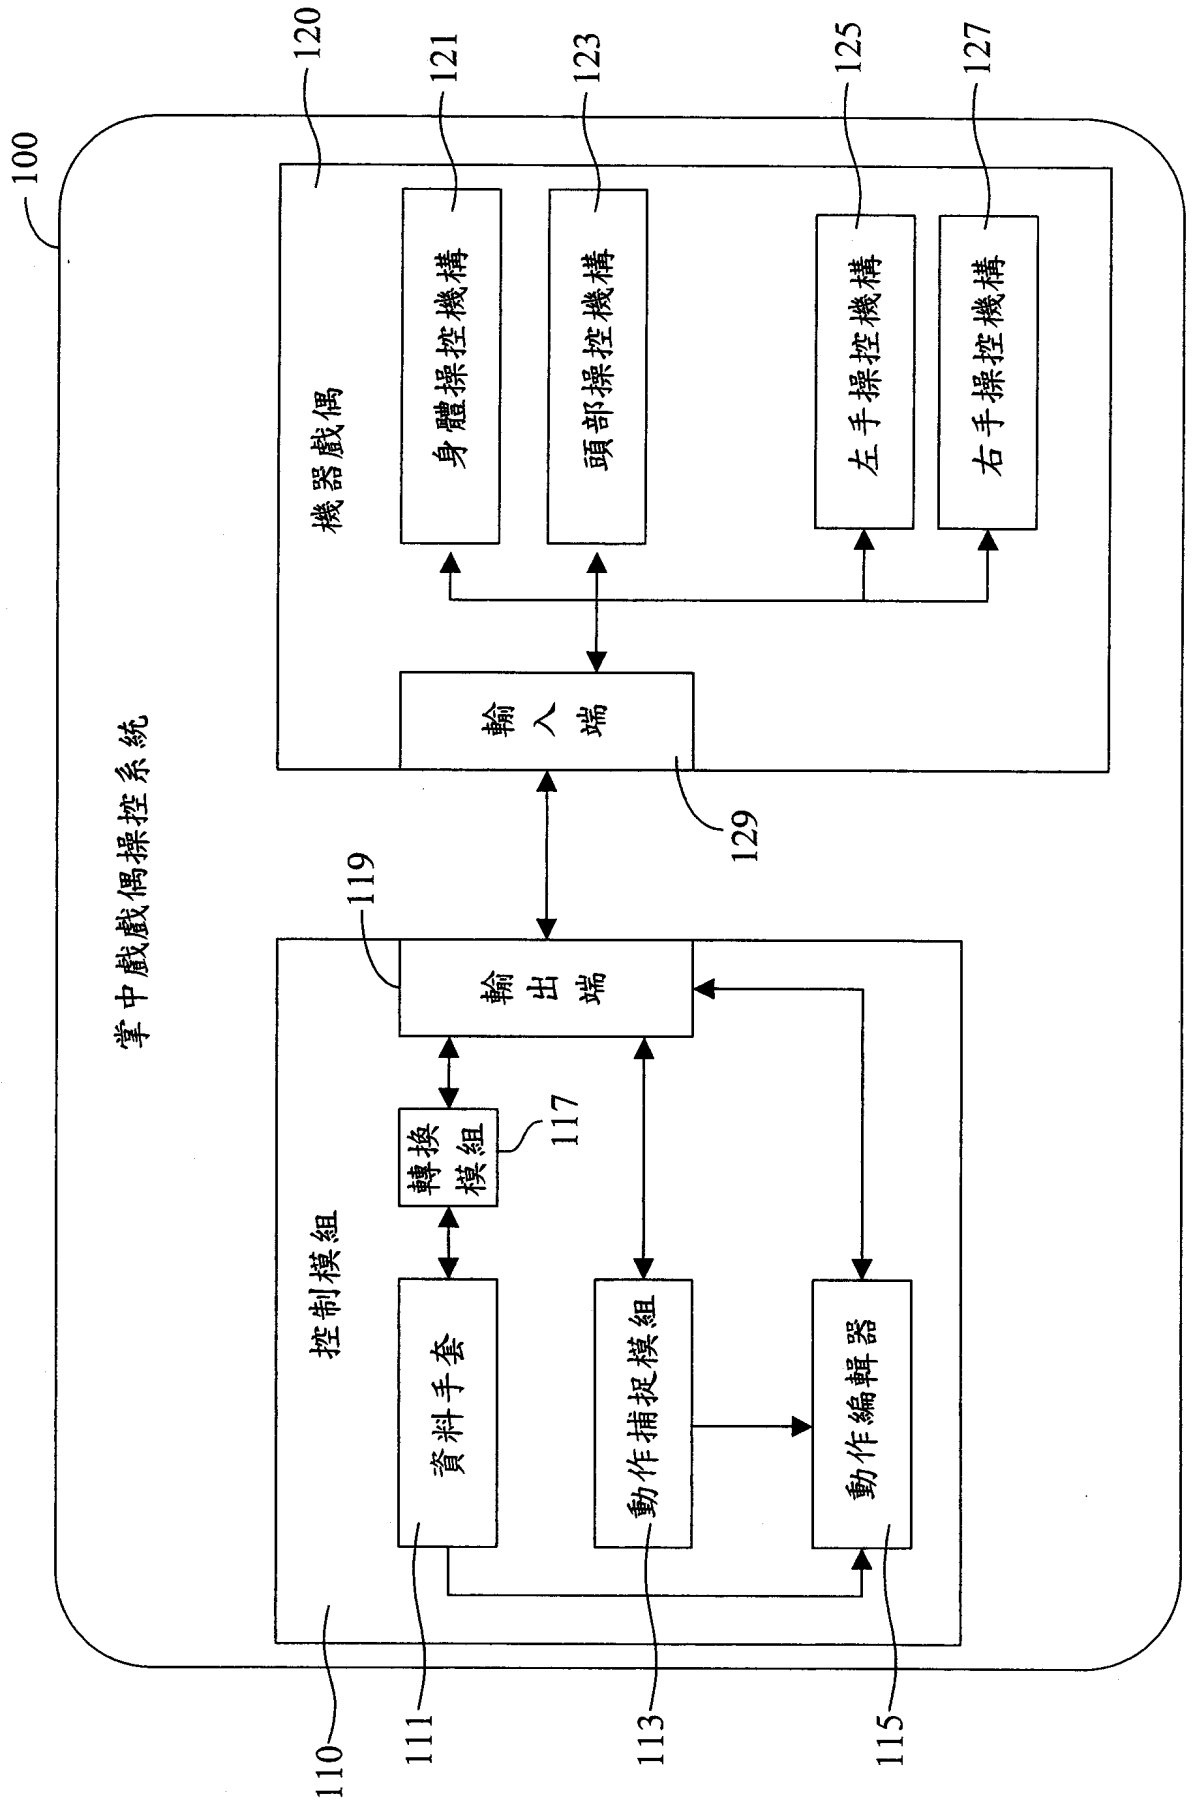 100
掌中戲戲偶操控系統
110
控制模組
111
資料手套
117
轉換
模組
119
輸出端
113
動作捕捉模組
115
動作編輯器
120
機器戲偶
129
輸入端
121
身體操控機構
123
頭部操控機構
125
左手操控機構
127
右手操控機構